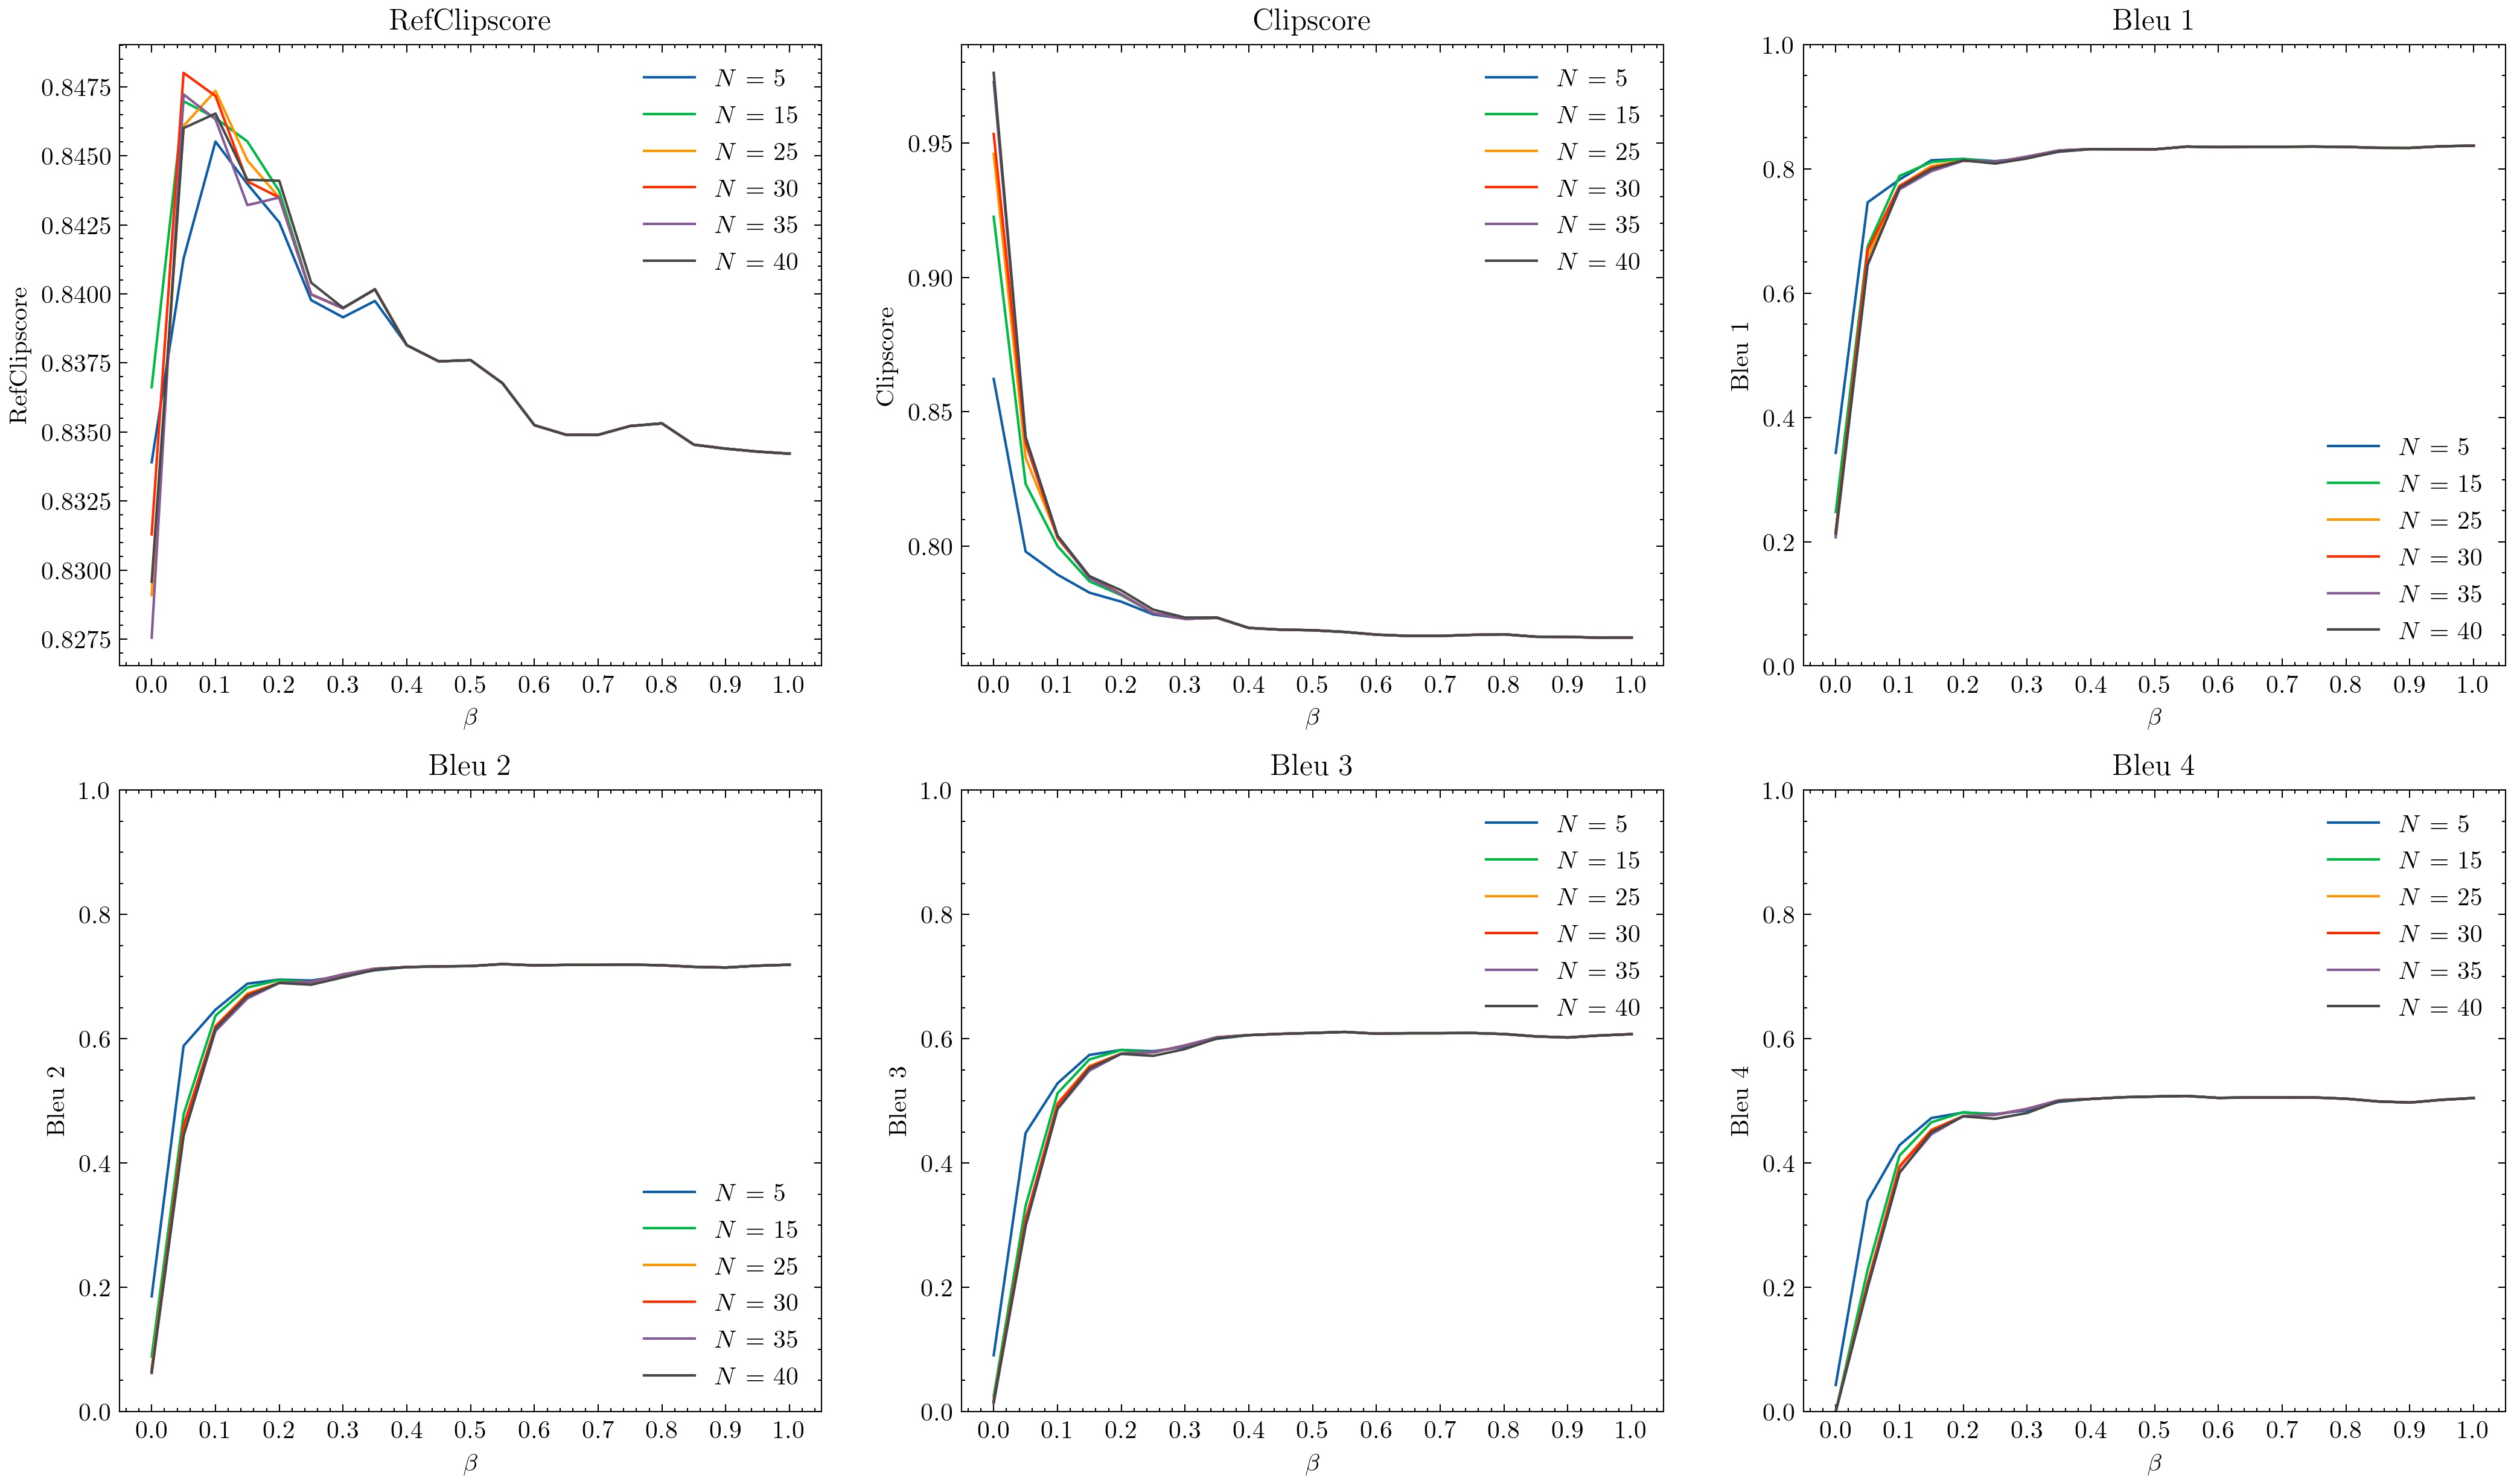 RefClipscore
RefClipscore
0.8475
0.8450
0.8425
0.8400
0.8375
0.8350
0.8325
0.8300
0.8275
N = 5
N = 15
N = 25
N = 30
N = 35
N = 40
0.0 0.1 0.2 0.3 0.4 0.5 0.6 0.7 0.8 0.9 1.0
β
Clipscore
Clipscore
0.95
0.90
0.85
0.80
N = 5
N = 15
N = 25
N = 30
N = 35
N = 40
0.0 0.1 0.2 0.3 0.4 0.5 0.6 0.7 0.8 0.9 1.0
β
Bleu 1
Bleu 1
1.0
0.8
0.6
0.4
0.2
0.0
N = 5
N = 15
N = 25
N = 30
N = 35
N = 40
0.0 0.1 0.2 0.3 0.4 0.5 0.6 0.7 0.8 0.9 1.0
β
Bleu 2
Bleu 2
1.0
0.8
0.6
0.4
0.2
0.0
N = 5
N = 15
N = 25
N = 30
N = 35
N = 40
0.0 0.1 0.2 0.3 0.4 0.5 0.6 0.7 0.8 0.9 1.0
β
Bleu 3
Bleu 3
1.0
0.8
0.6
0.4
0.2
0.0
N = 5
N = 15
N = 25
N = 30
N = 35
N = 40
0.0 0.1 0.2 0.3 0.4 0.5 0.6 0.7 0.8 0.9 1.0
β
Bleu 4
Bleu 4
1.0
0.8
0.6
0.4
0.2
0.0
N = 5
N = 15
N = 25
N = 30
N = 35
N = 40
0.0 0.1 0.2 0.3 0.4 0.5 0.6 0.7 0.8 0.9 1.0
β